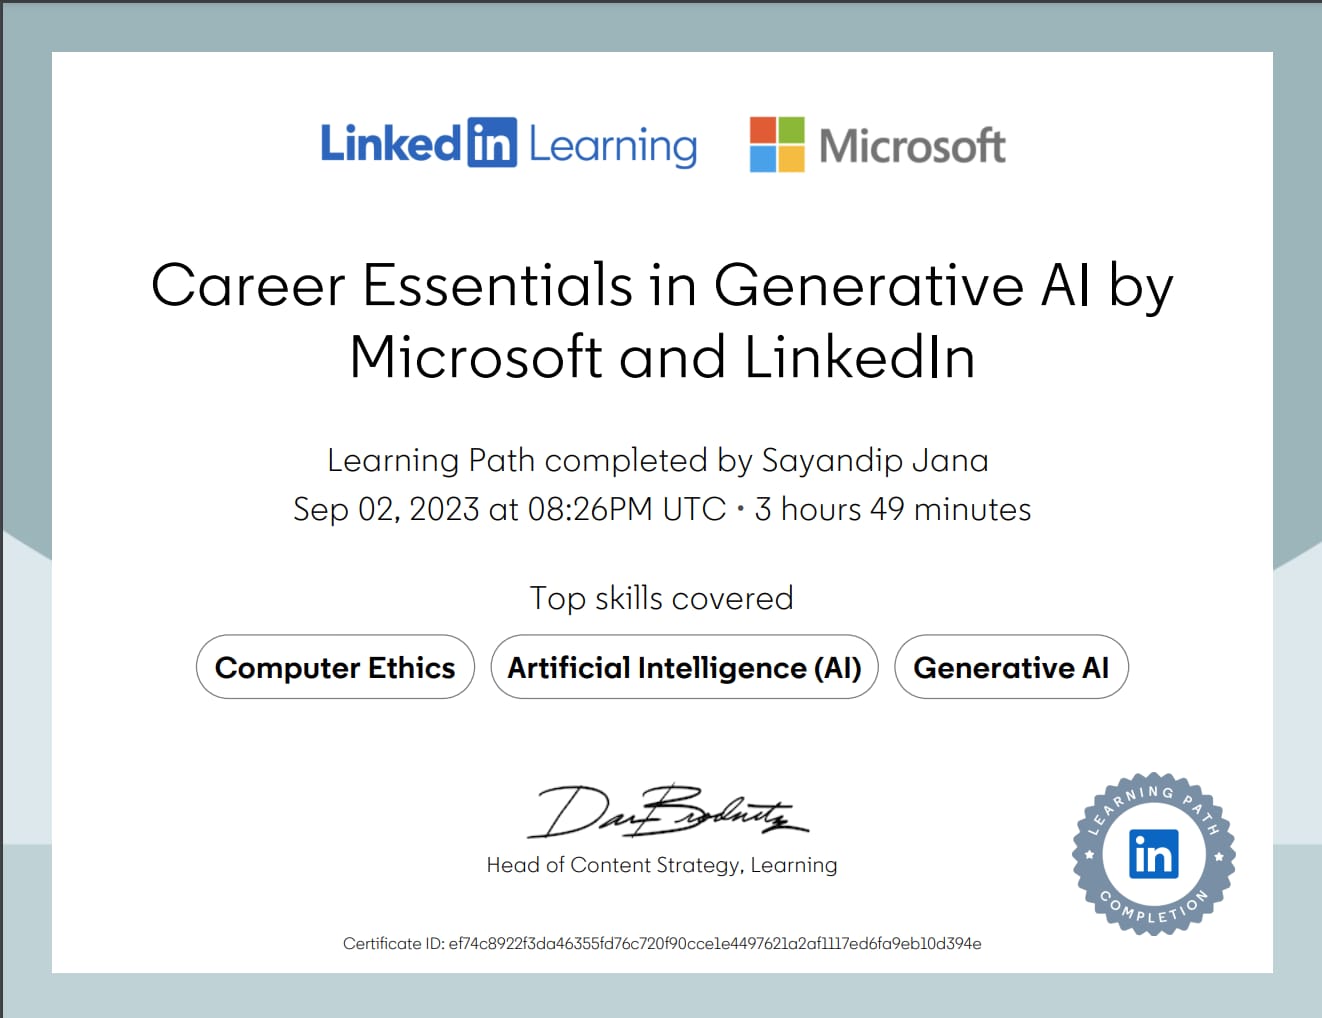 Linked in Learning Microsoft
Career Essentials in Generative AI by
Microsoft and LinkedIn
Learning Path completed by Sayandip Jana
Sep 02, 2023 at 08:26PM UTC • 3 hours 49 minutes
Top skills covered
Computer Ethics Artificial Intelligence (AI) Generative AI
Dan Brodnitz
Head of Content Strategy, Learning
LEARNING PATH
in
COMPLETION
Certificate ID: ef74c8922f3da46355fd76c720f90cce1e4497621a2af1117ed6fa9eb10d394e